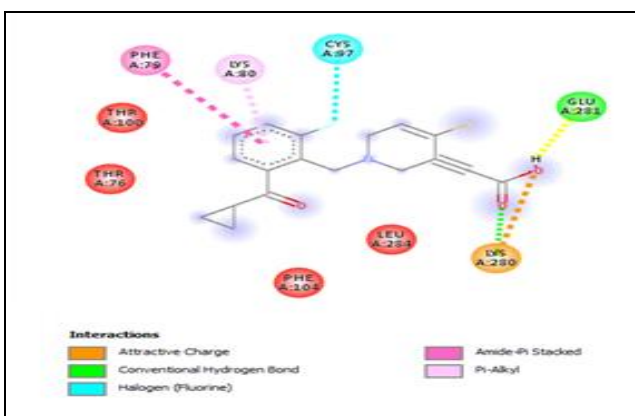 PHE
A:79
LYS
A:80
CYS
A:97
GLU
A:281
THR
A:100
THR
A:76
H
N
O
O
O
LEU
A:284
LYS
A:280
PHE
A:104
Interactions
Attractive Charge
Conventional Hydrogen Bond
Halogen (Fluorine)
Amide-Pi Stacked
Pi-Alkyl